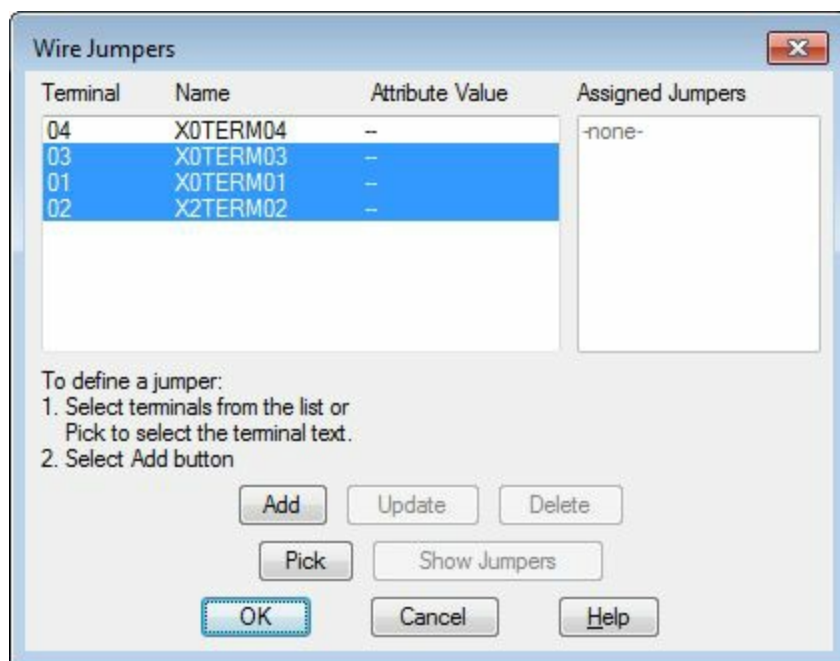 Wire Jumpers
Terminal Name Attribute Value Assigned Jumpers
04 X0TERM04 -- -none-
03 X0TERM03 --
01 X0TERM01 --
02 X2TERM02 --
To define a jumper:
1. Select terminals from the list or
Pick to select the terminal text.
2. Select Add button
Add Update Delete
Pick Show Jumpers
OK Cancel Help